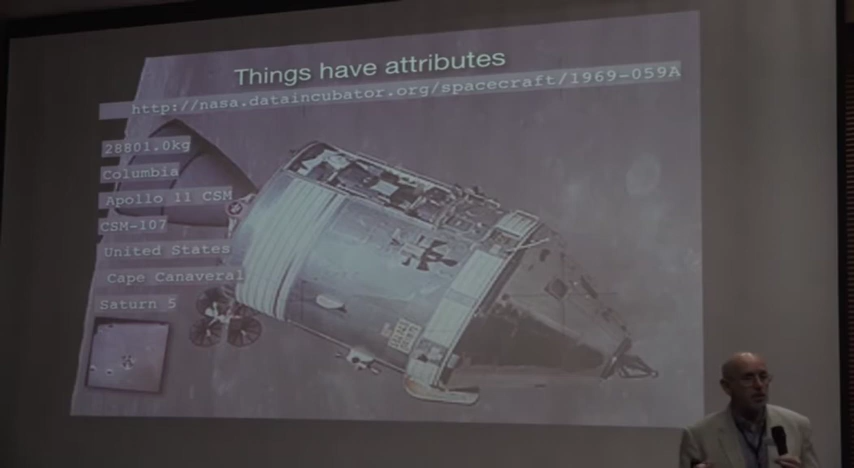 Things have attributes
http://nasa.dataincubator.org/spacecraft/1969-059A
28801.0kg
Columbia
Apollo 11 CSM
CSM-107
United States
Cape Canaveral
Saturn 5